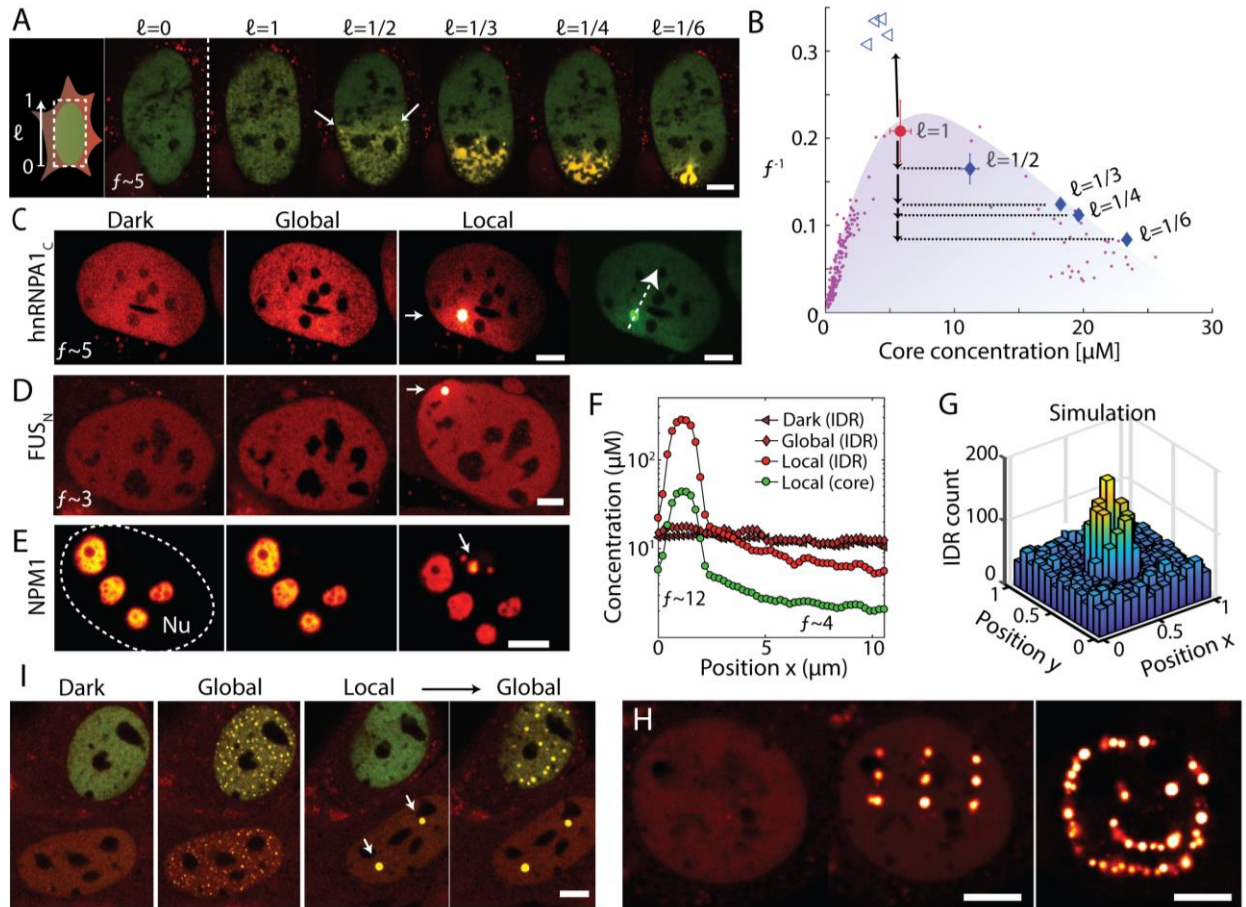 A
ℓ=0 ℓ=1 ℓ=1/2 ℓ=1/3 ℓ=1/4 ℓ=1/6
1
ℓ
0
f~5
B
0.3
0.2
f⁻¹
0.1
0
0 10 20 30
Core concentration [µM]
ℓ=1
ℓ=1/2
ℓ=1/3
ℓ=1/4
ℓ=1/6
C
Dark Global Local
hnRNPA1C
f~5
D
FUSN
f~3
E
NPM1
Nu
F
Concentration (µM)
10²
10¹
Dark (IDR)
Global (IDR)
Local (IDR)
Local (core)
f~12
f~4
0 5 10
Position x (µm)
G
Simulation
IDR count
200
100
0
1
0.5
0
Position y
0
0.5
1
Position x
I
Dark Global Local Global
H